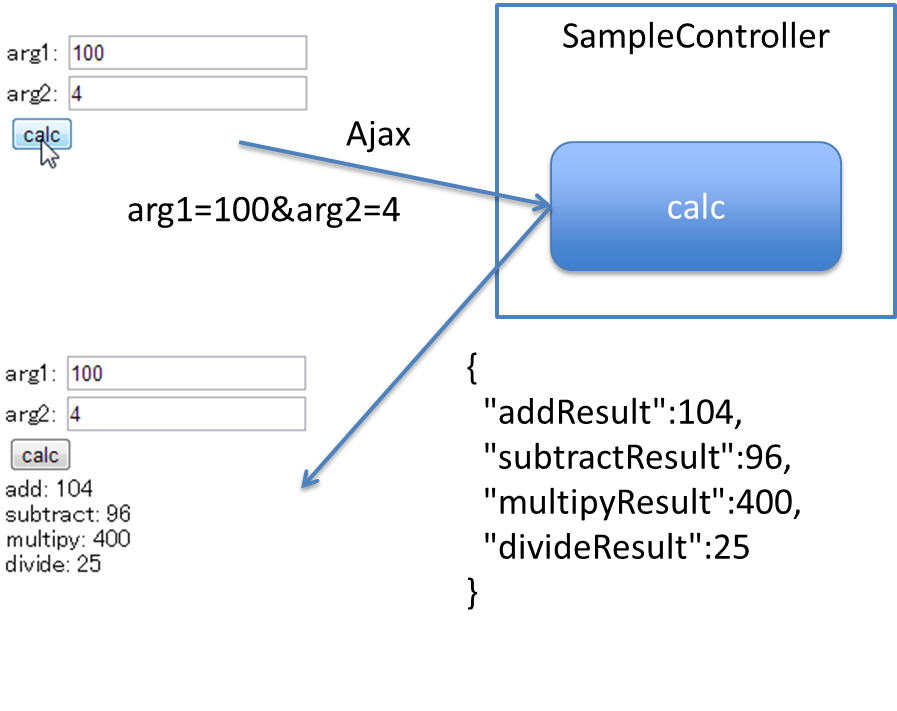 arg1: 100
arg2: 4
calc
Ajax
arg1=100&arg2=4
SampleController
calc
arg1: 100
arg2: 4
calc
add: 104
subtract: 96
multipy: 400
divide: 25
{
"addResult":104,
"subtractResult":96,
"multipyResult":400,
"divideResult":25
}